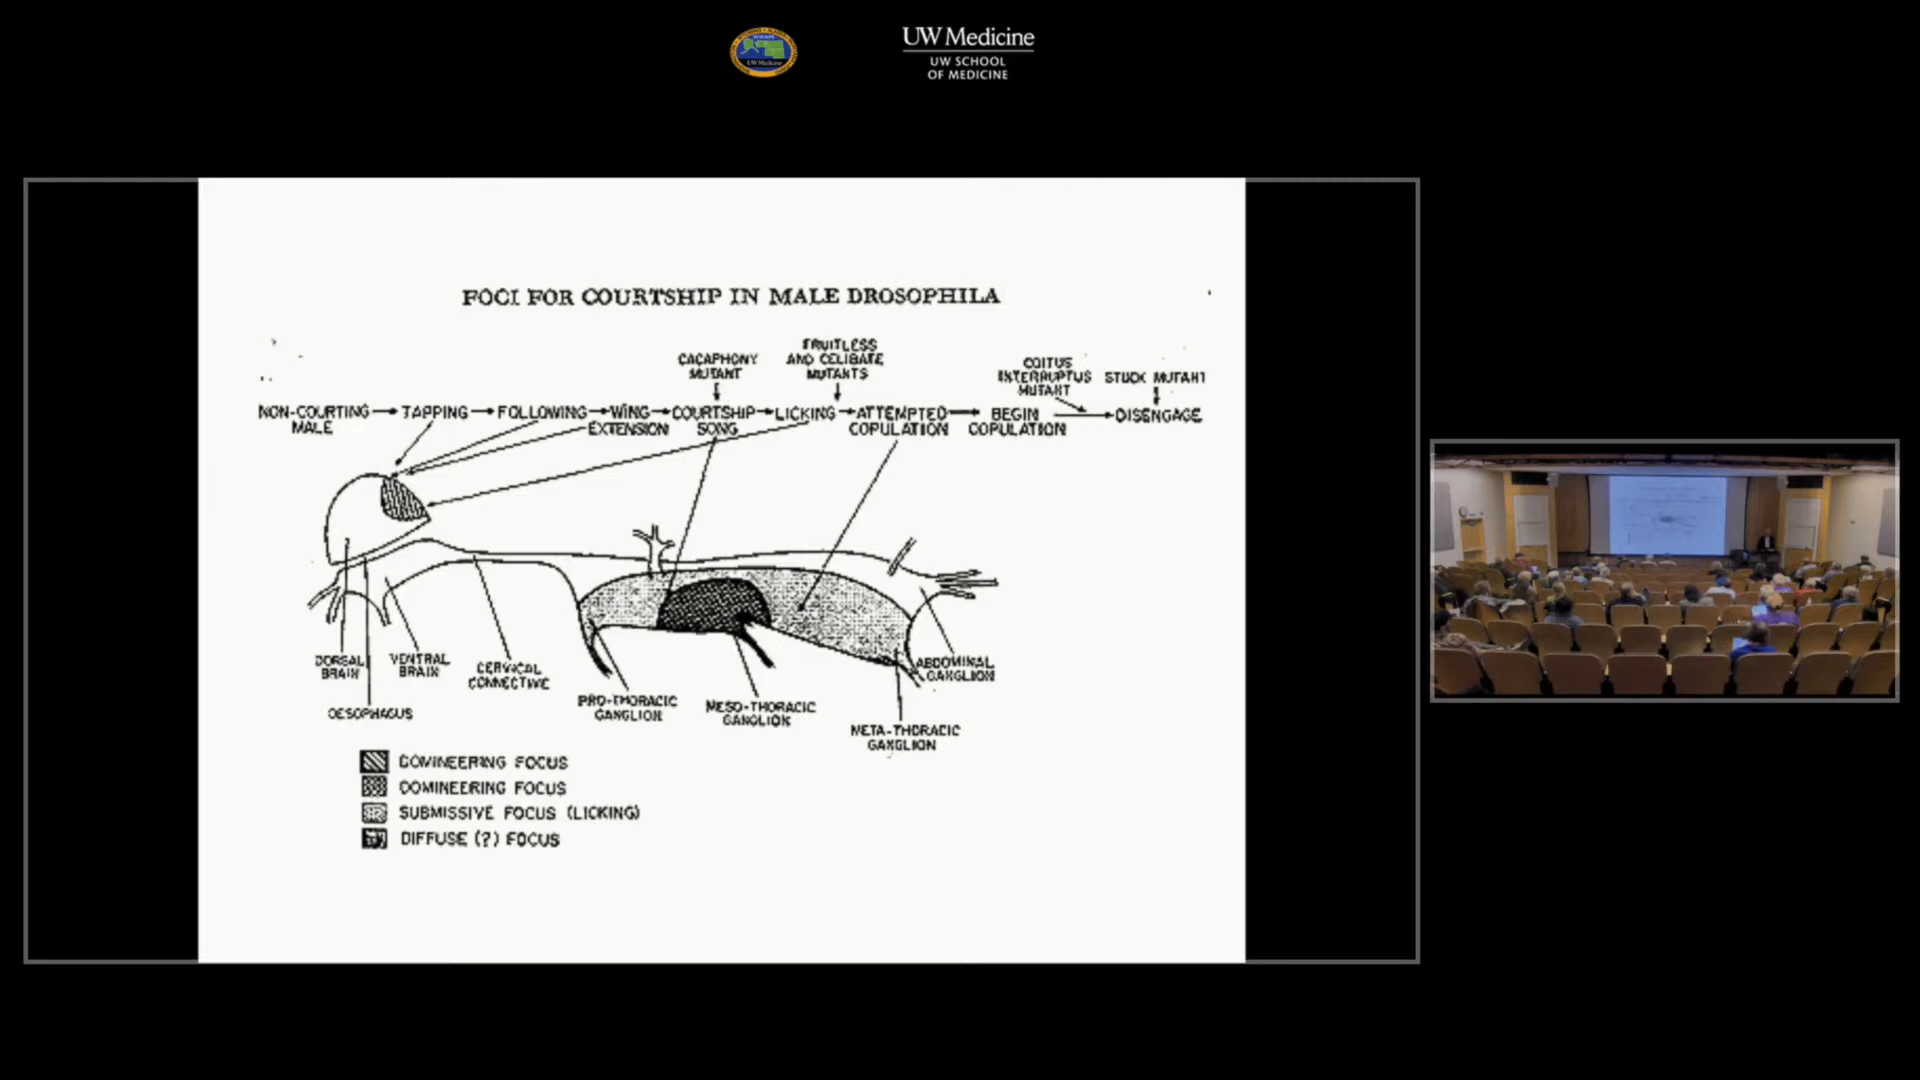 UW Medicine
UW SCHOOL
OF MEDICINE
UW Medicine
FOCI FOR COURTSHIP IN MALE DROSOPHILA
CACAPHONY
MUTANT
FRUITLESS
AND CELIBATE
MUTANTS
COITUS
INTERRUPTUS
MUTANT
STUCK MUTANT
NON-COURTING
MALE
TAPPING
FOLLOWING
WING
EXTENSION
COURTSHIP
SONG
LICKING
ATTEMPTED
COPULATION
BEGIN
COPULATION
DISENGAGE
DORSAL
BRAIN
VENTRAL
BRAIN
OESOPHAGUS
CERVICAL
CONNECTIVE
PRO-THORACIC
GANGLION
MESO-THORACIC
GANGLION
META-THORACIC
GANGLION
ABDOMINAL
GANGLION
DOMINEERING FOCUS
DOMINEERING FOCUS
SUBMISSIVE FOCUS (LICKING)
DIFFUSE (?) FOCUS